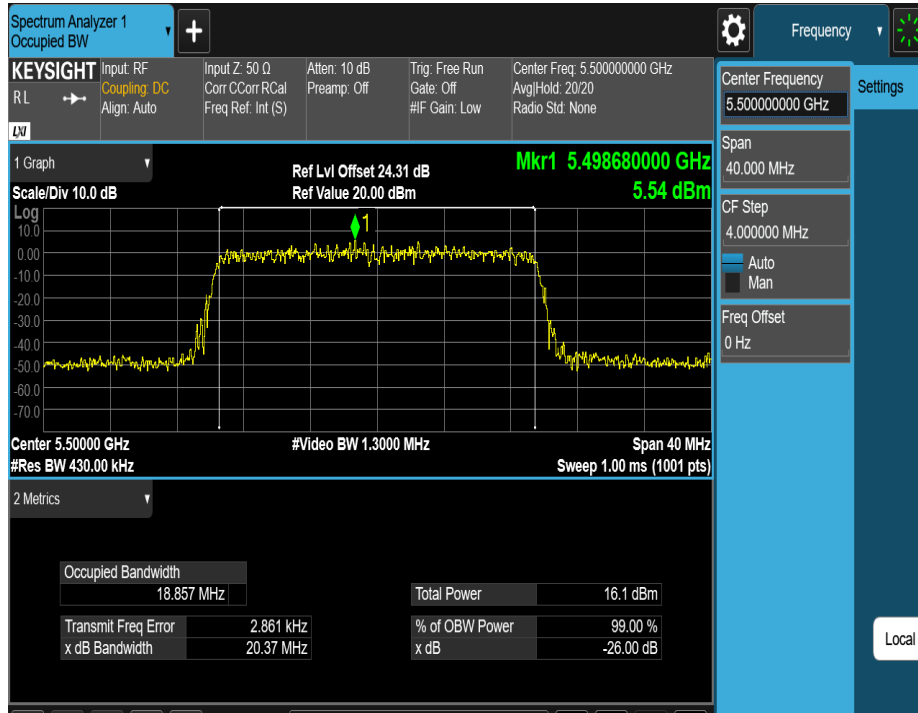 Spectrum Analyzer 1
Occupied BW
+
Frequency
KEYSIGHT
R L
LXI
Input: RF
Coupling: DC
Align: Auto
Input Z: 50 Ω
Corr CCorr RCal
Freq Ref: Int (S)
Atten: 10 dB
Preamp: Off
Trig: Free Run
Gate: Off
#IF Gain: Low
Center Freq: 5.500000000 GHz
Avg|Hold: 20/20
Radio Std: None
Center Frequency
5.500000000 GHz
Settings
Span
40.000 MHz
CF Step
4.000000 MHz
Auto
Man
Freq Offset
0 Hz
1 Graph
Scale/Div 10.0 dB
Ref Lvl Offset 24.31 dB
Ref Value 20.00 dBm
Mkr1 5.498680000 GHz
5.54 dBm
Log
10.0
0.00
-10.0
-20.0
-30.0
-40.0
-50.0
-60.0
-70.0
1
Center 5.50000 GHz
#Video BW 1.3000 MHz
Span 40 MHz
#Res BW 430.00 kHz
Sweep 1.00 ms (1001 pts)
2 Metrics
Occupied Bandwidth
18.857 MHz
Total Power 16.1 dBm
Transmit Freq Error 2.861 kHz
% of OBW Power 99.00 %
x dB Bandwidth 20.37 MHz
x dB -26.00 dB
Local